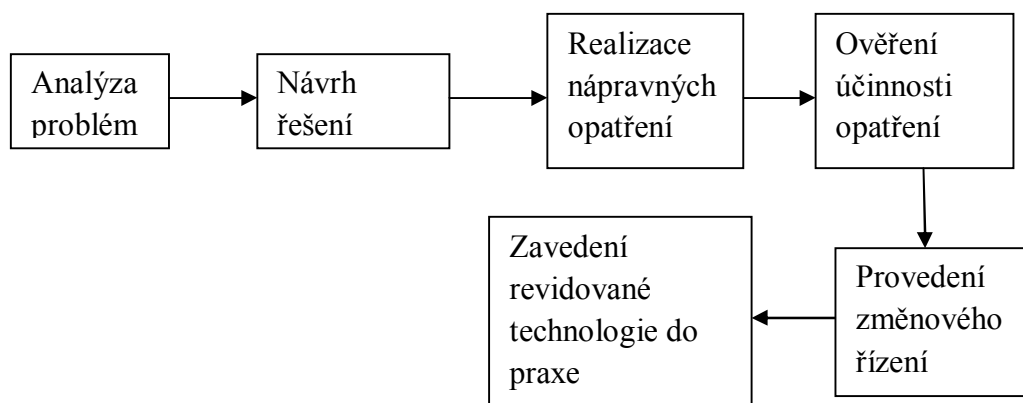 Analýza
problém
Návrh
řešení
Realizace
nápravných
opatření
Ověření
účinnosti
opatření
Provedení
změnového
řízení
Zavedení
revidované
technologie do
praxe